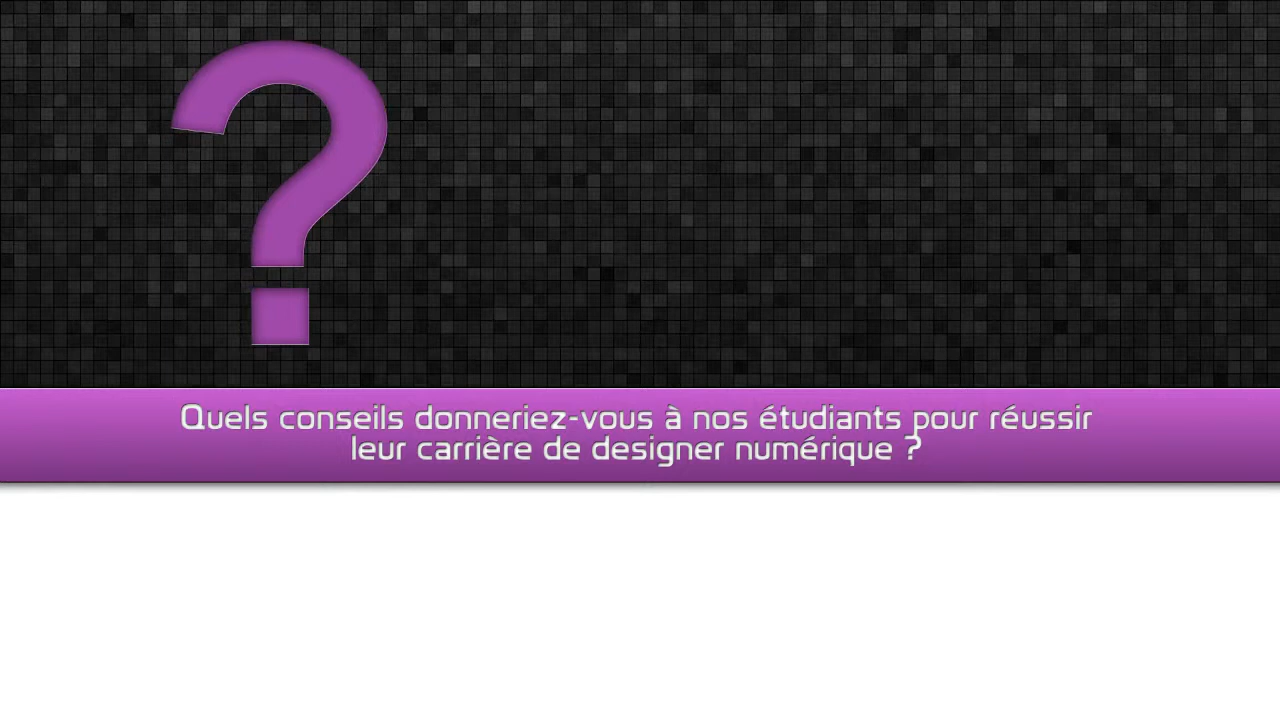 ?
Quels conseils donneriez-vous à nos étudiants pour réussir
leur carrière de designer numérique ?